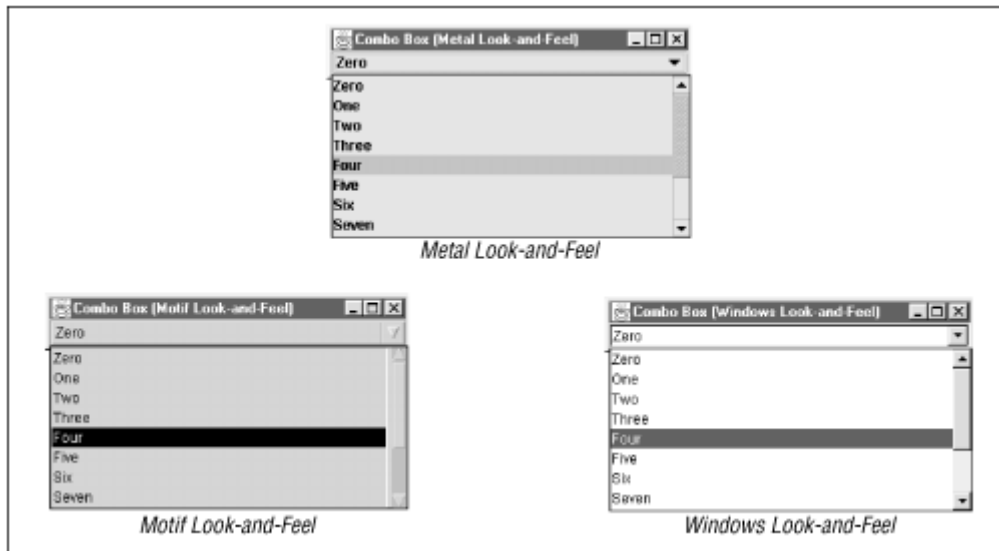 Combo Box (Metal Look-and-Feel)
Zero
Zero
One
Two
Three
Four
Five
Six
Seven
Metal Look-and-Feel
Combo Box (Motif Look-and-Feel)
Zero
Zero
One
Two
Three
Four
Five
Six
Seven
Motif Look-and-Feel
Combo Box (Windows Look-and-Feel)
Zero
Zero
One
Two
Three
Four
Five
Six
Seven
Windows Look-and-Feel